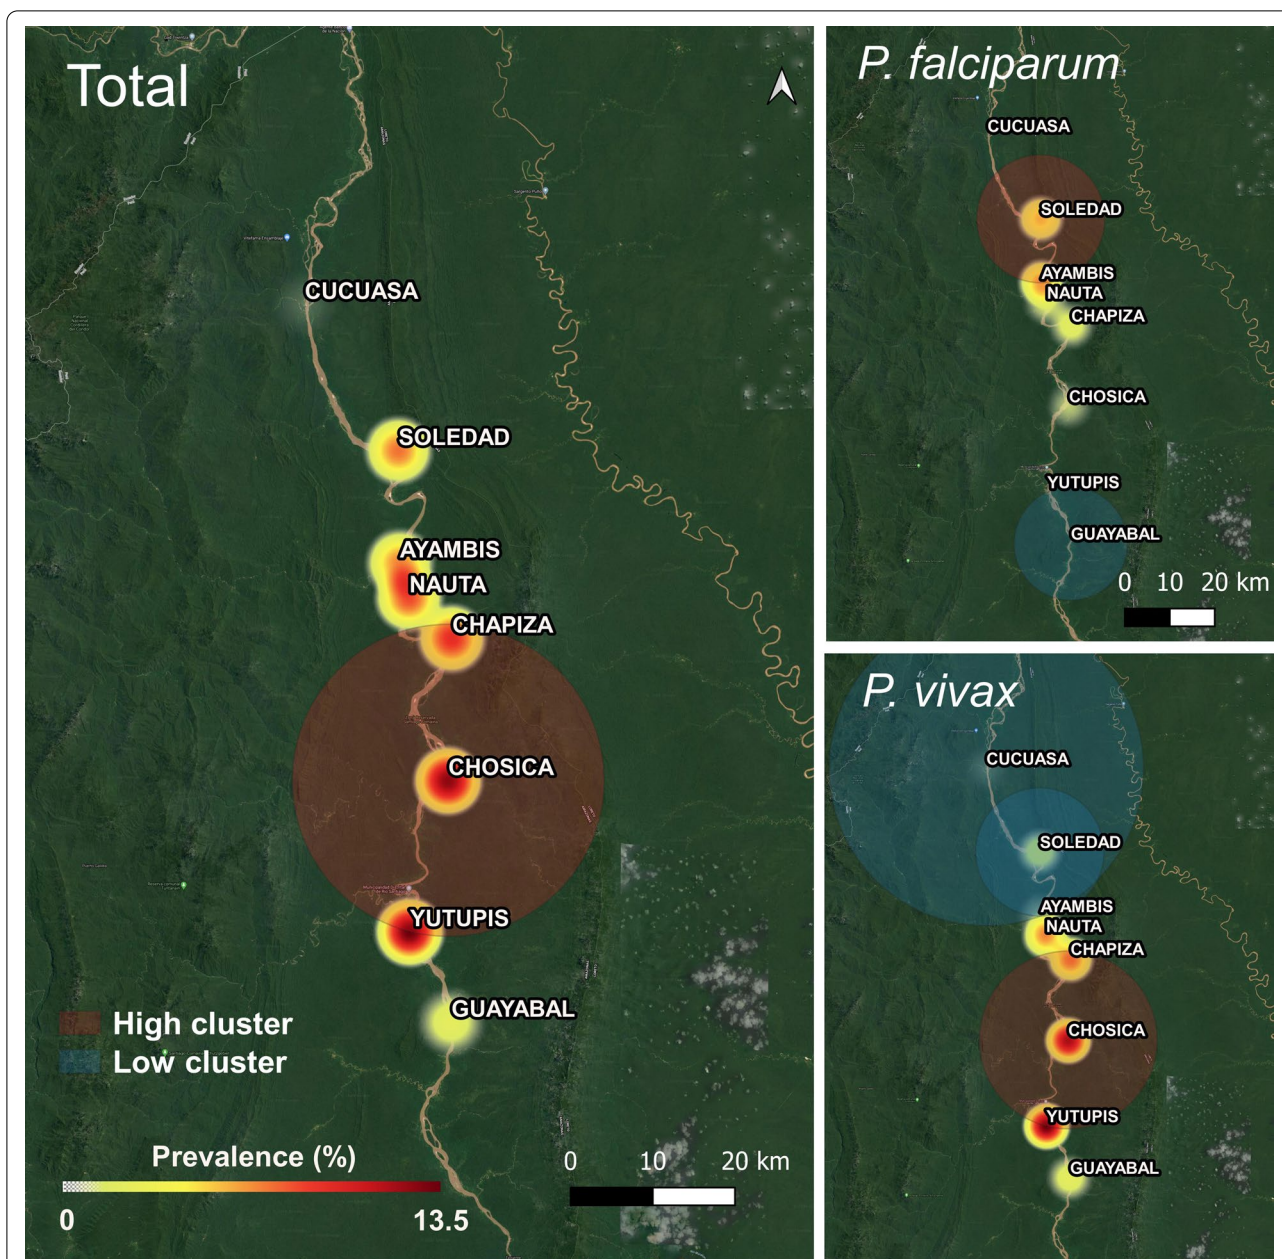 Total
CUCUASA
SOLEDAD
AYAMBIS
NAUTA
CHAPIZA
CHOSICA
YUTUPIS
GUAYABAL
High cluster
Low cluster
Prevalence (%)
0
13.5
0 10 20 km
P. falciparum
CUCUASA
SOLEDAD
AYAMBIS
NAUTA
CHAPIZA
CHOSICA
YUTUPIS
GUAYABAL
0 10 20 km
P. vivax
CUCUASA
SOLEDAD
AYAMBIS
NAUTA
CHAPIZA
CHOSICA
YUTUPIS
GUAYABAL